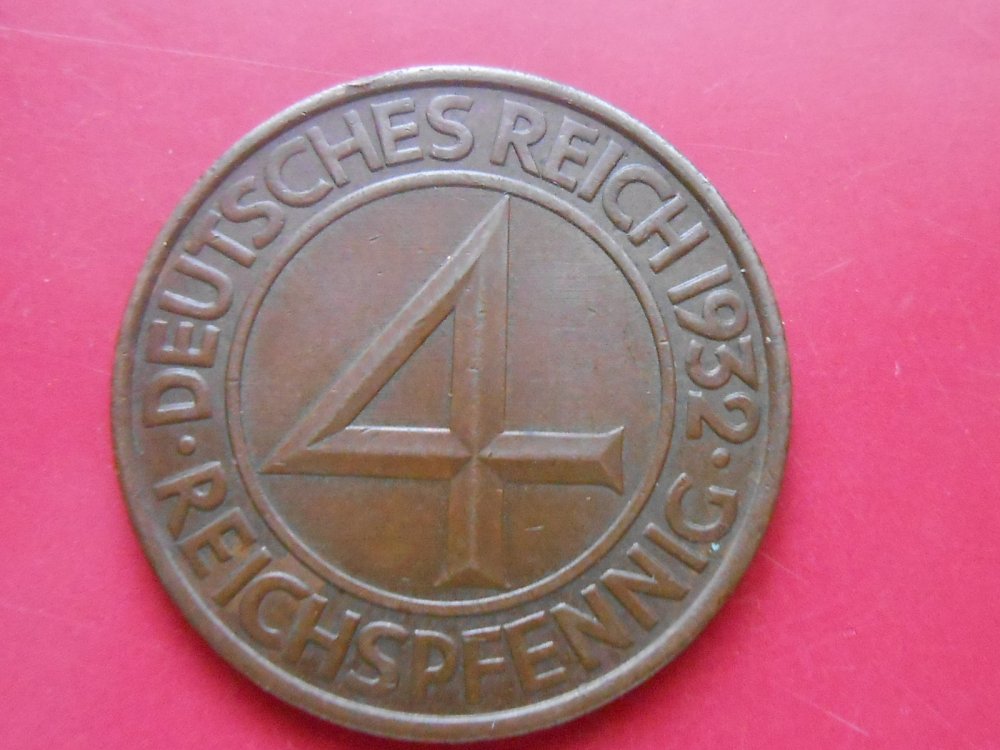 DEUTSCHES REICH 1932
4
REICHSPFENNIG